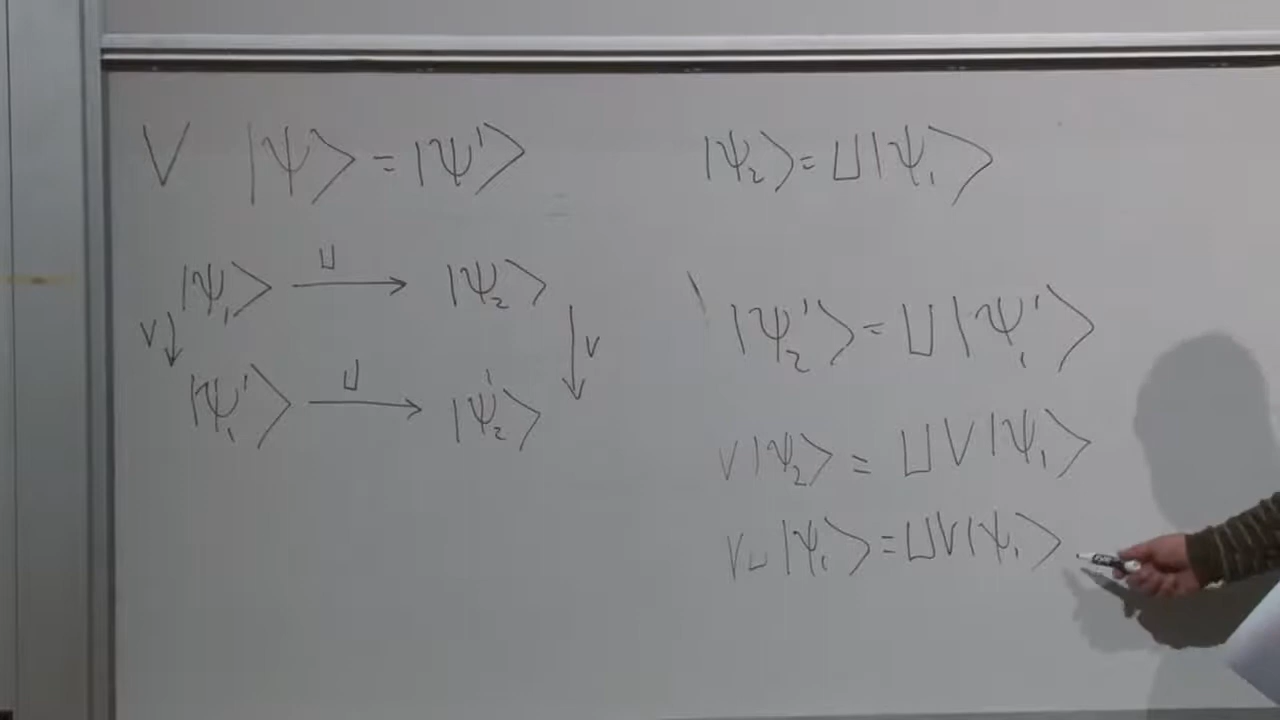 V |ψ⟩ = |ψ'⟩
|ψ₁⟩ U→ |ψ₂⟩
V↓ ↓V
|ψ₁'⟩ U→ |ψ₂'⟩
|ψ₂⟩ = U|ψ₁⟩
|ψ₂'⟩ = U|ψ₁'⟩
V|ψ₂⟩ = UV|ψ₁⟩
VU|ψ₁⟩ = UV|ψ₁⟩